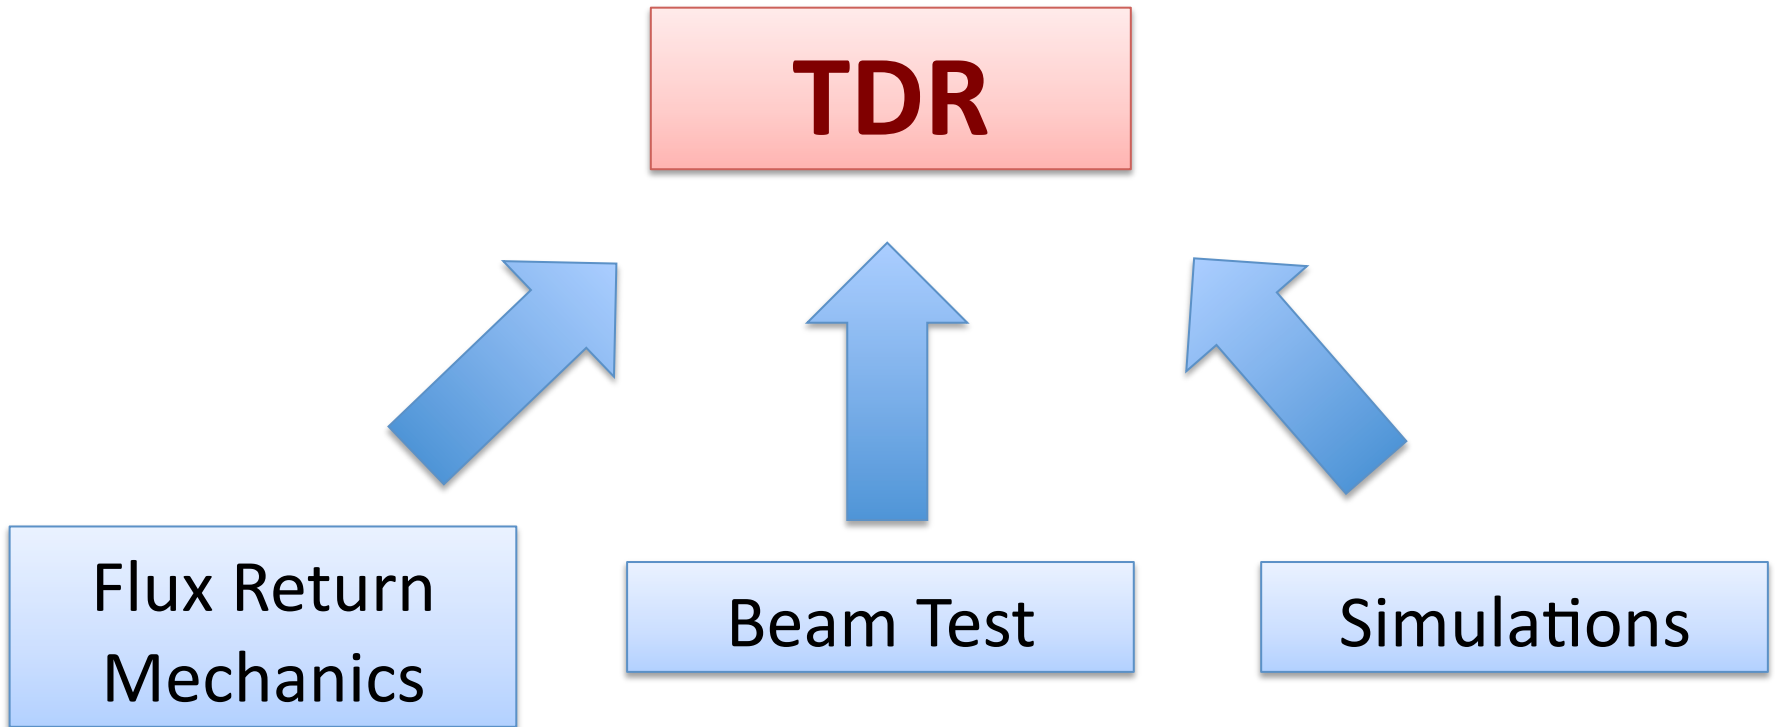 TDR
Flux Return
Mechanics
Beam Test
Simulations